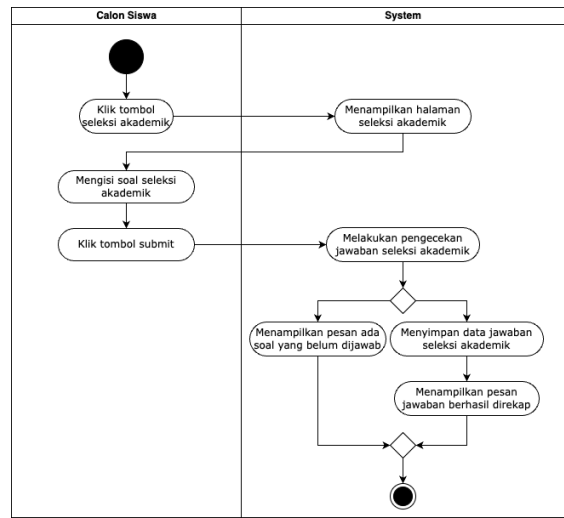 Calon Siswa
System
Klik tombol
seleksi akademik
Menampilkan halaman
seleksi akademik
Mengisi soal seleksi
akademik
Klik tombol submit
Melakukan pengecekan
jawaban seleksi akademik
Menampilkan pesan ada
soal yang belum dijawab
Menyimpan data jawaban
seleksi akademik
Menampilkan pesan
jawaban berhasil direkap